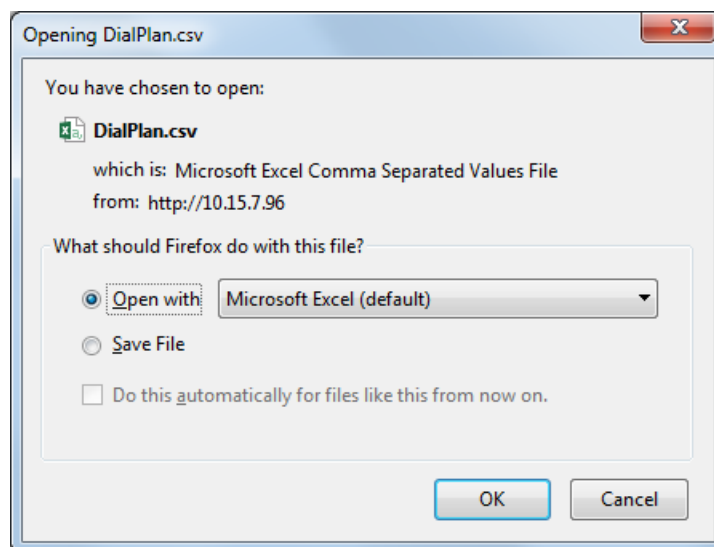 Opening DialPlan.csv
You have chosen to open:
DialPlan.csv
which is: Microsoft Excel Comma Separated Values File
from: http://10.15.7.96
What should Firefox do with this file?
Open with Microsoft Excel (default)
Save File
Do this automatically for files like this from now on.
OK Cancel